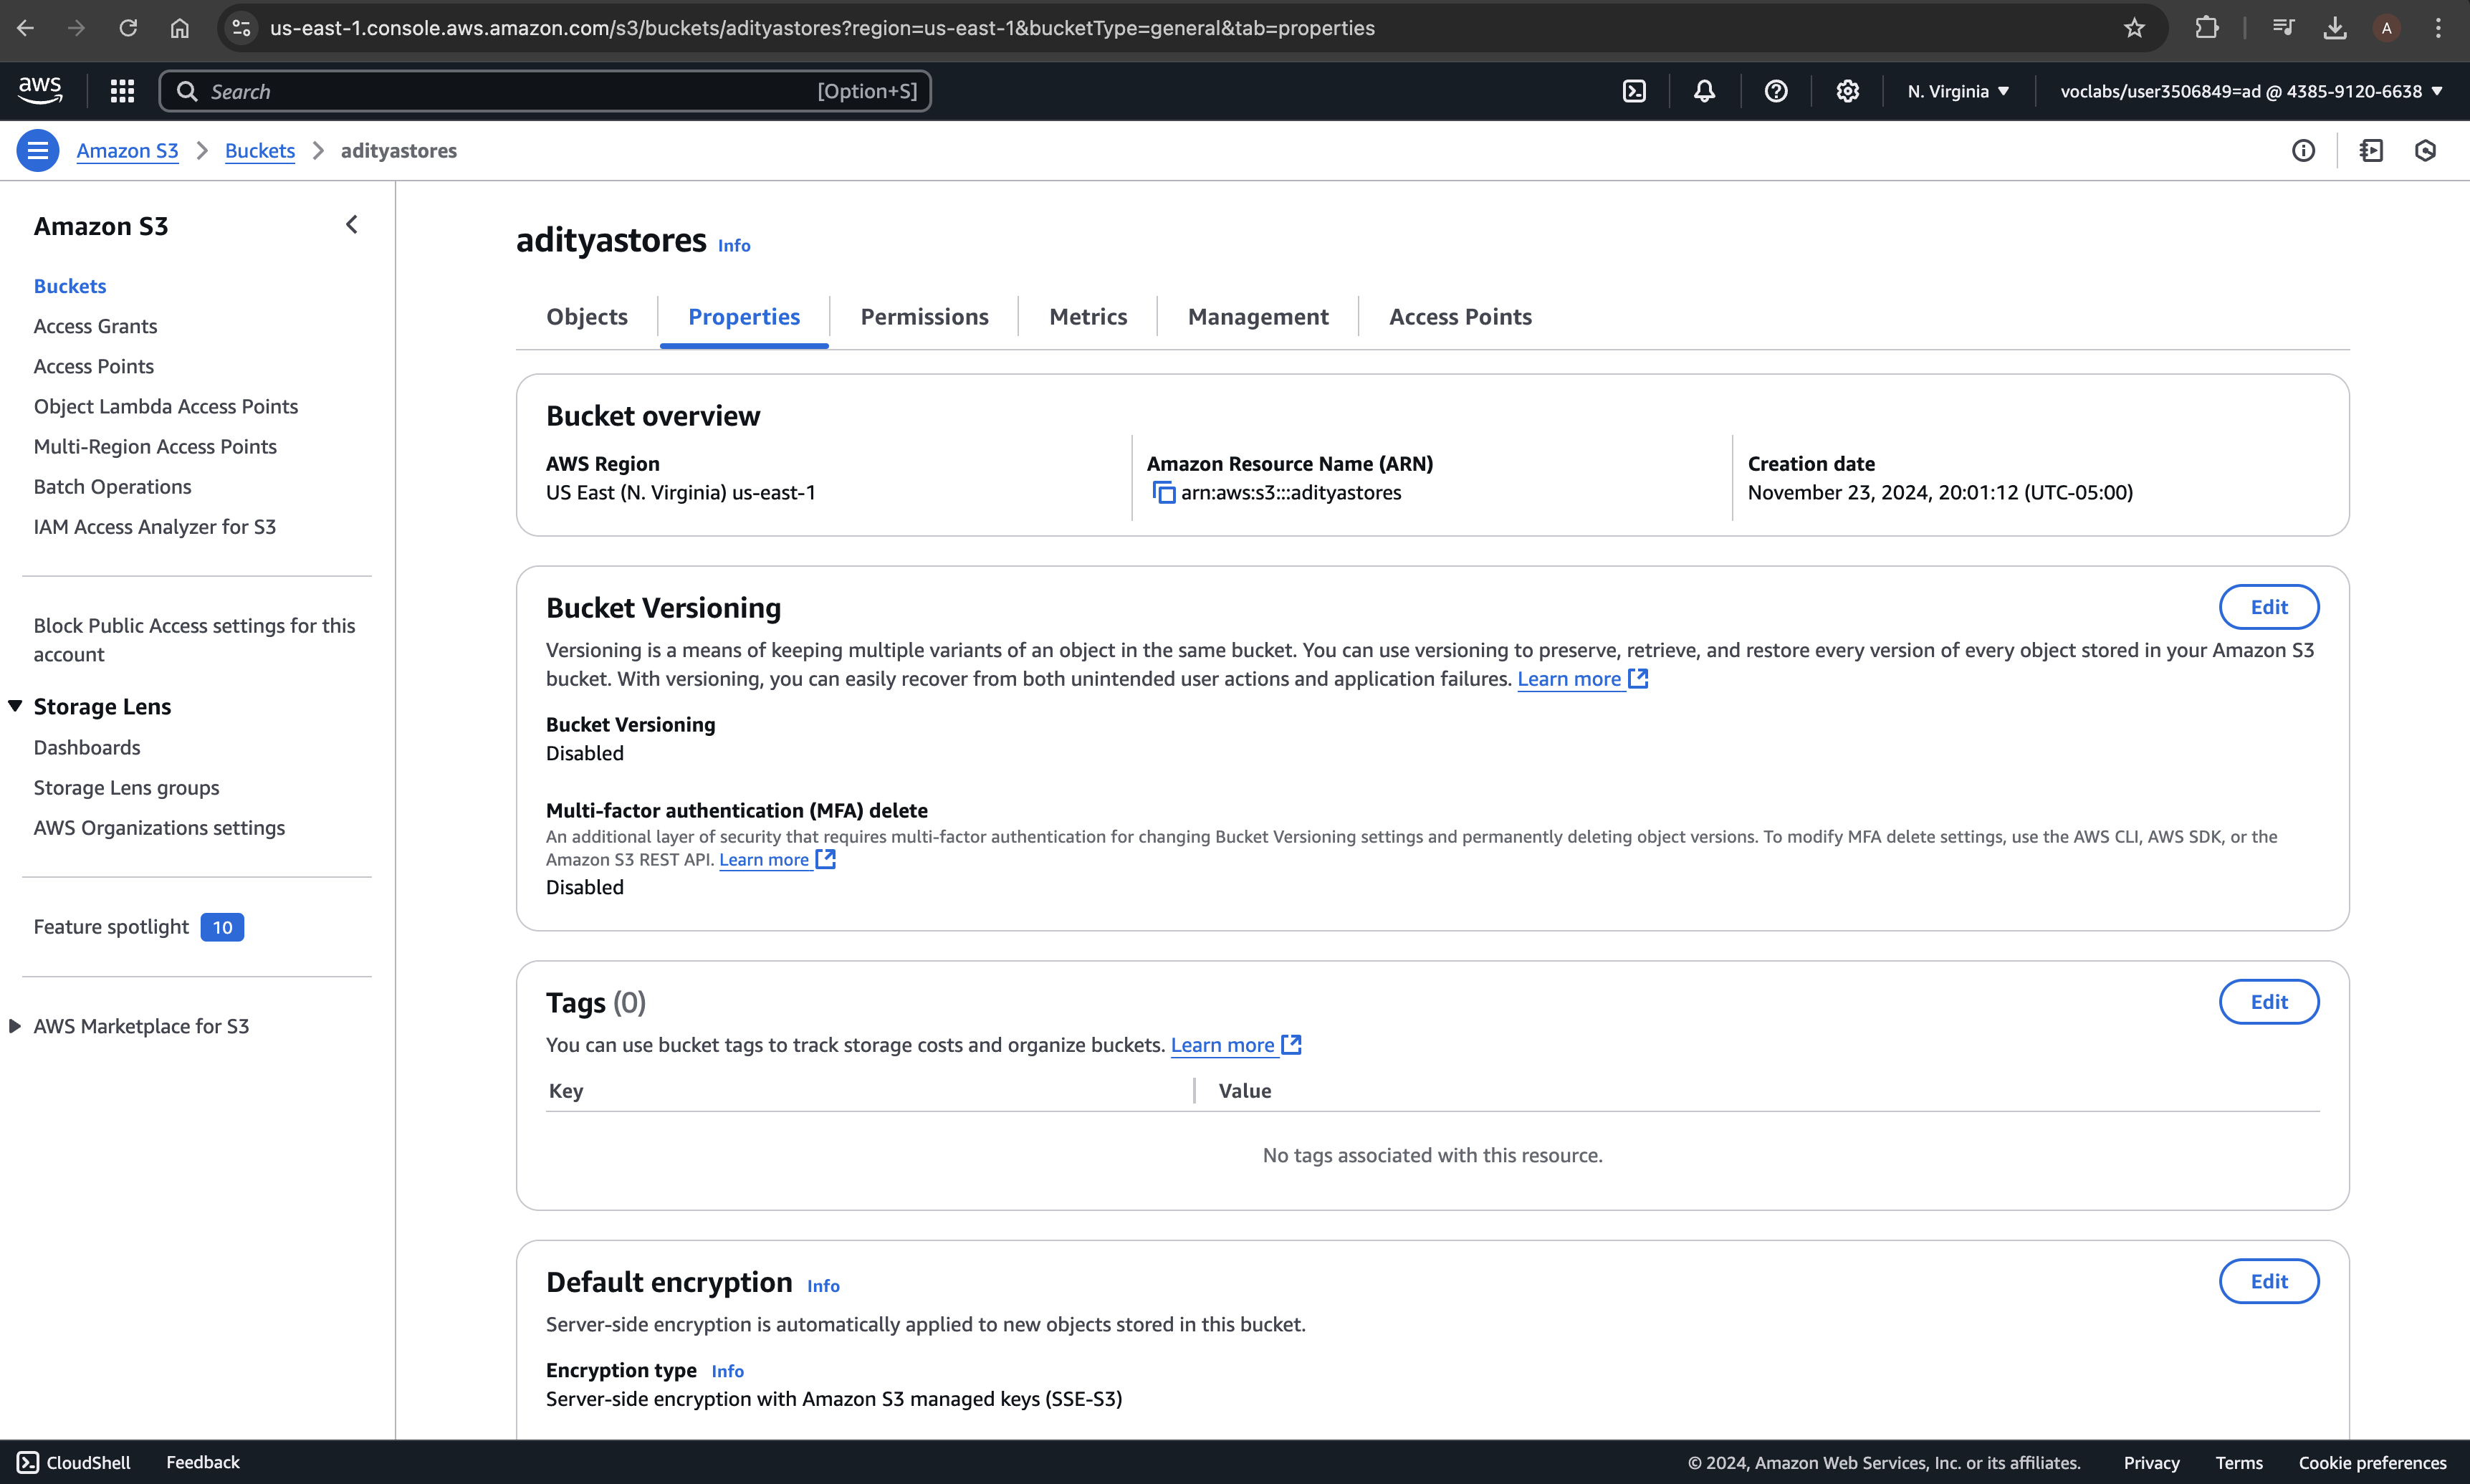 us-east-1.console.aws.amazon.com/s3/buckets/adityastores?region=us-east-1&bucketType=general&tab=properties
A
aws
Search
[Option+S]
N. Virginia
voclabs/user3506849=ad @ 4385-9120-6638
Amazon S3
Buckets
adityastores
Amazon S3
Buckets
Access Grants
Access Points
Object Lambda Access Points
Multi-Region Access Points
Batch Operations
IAM Access Analyzer for S3
Block Public Access settings for this
account
Storage Lens
Dashboards
Storage Lens groups
AWS Organizations settings
Feature spotlight 10
AWS Marketplace for S3
adityastores Info
Objects
Properties
Permissions
Metrics
Management
Access Points
Bucket overview
AWS Region
US East (N. Virginia) us-east-1
Amazon Resource Name (ARN)
arn:aws:s3:::adityastores
Creation date
November 23, 2024, 20:01:12 (UTC-05:00)
Bucket Versioning
Edit
Versioning is a means of keeping multiple variants of an object in the same bucket. You can use versioning to preserve, retrieve, and restore every version of every object stored in your Amazon S3
bucket. With versioning, you can easily recover from both unintended user actions and application failures. Learn more
Bucket Versioning
Disabled
Multi-factor authentication (MFA) delete
An additional layer of security that requires multi-factor authentication for changing Bucket Versioning settings and permanently deleting object versions. To modify MFA delete settings, use the AWS CLI, AWS SDK, or the
Amazon S3 REST API. Learn more
Disabled
Tags (0)
Edit
You can use bucket tags to track storage costs and organize buckets. Learn more
Key
Value
No tags associated with this resource.
Default encryption Info
Edit
Server-side encryption is automatically applied to new objects stored in this bucket.
Encryption type Info
Server-side encryption with Amazon S3 managed keys (SSE-S3)
CloudShell
Feedback
© 2024, Amazon Web Services, Inc. or its affiliates.
Privacy
Terms
Cookie preferences